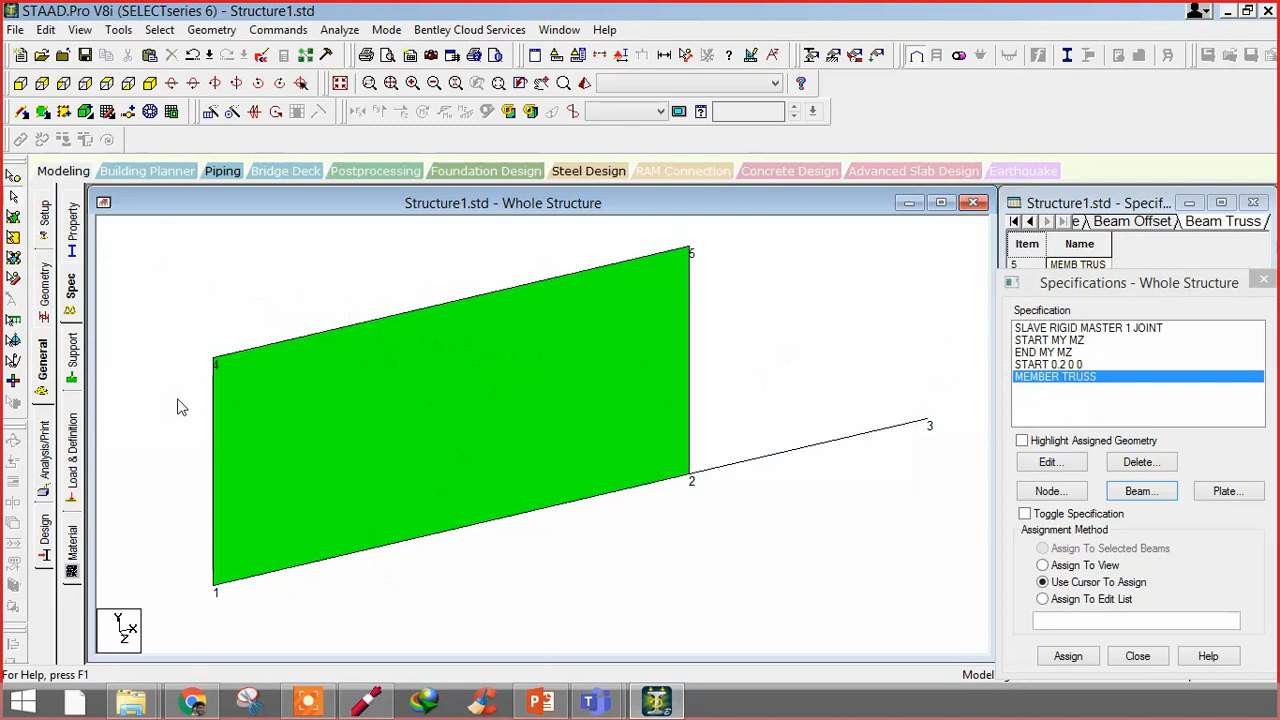 STAAD.Pro V8i (SELECTseries 6) - Structure1.std
File Edit View Tools Select Geometry Commands Analyze Mode Bentley Cloud Services Window Help
Modeling Building Planner Piping Bridge Deck Postprocessing Foundation Design Steel Design RAM Connection Concrete Design Advanced Slab Design Earthquake
Setup
Geometry
General
Analysis/Print
Design
Property
Spec
Support
Load & Definition
Material
Structure1.std - Whole Structure
5
4
3
2
1
Y
X
Z
Structure1.std - Specif...
Beam Offset Beam Truss
Item Name
5 MEMB TRUS
Specifications - Whole Structure
Specification
SLAVE RIGID MASTER 1 JOINT
START MY MZ
END MY MZ
START 0.2 0 0
MEMBER TRUSS
Highlight Assigned Geometry
Edit... Delete...
Node... Beam... Plate...
Toggle Specification
Assignment Method
Assign To Selected Beams
Assign To View
Use Cursor To Assign
Assign To Edit List
Assign Close Help
For Help, press F1